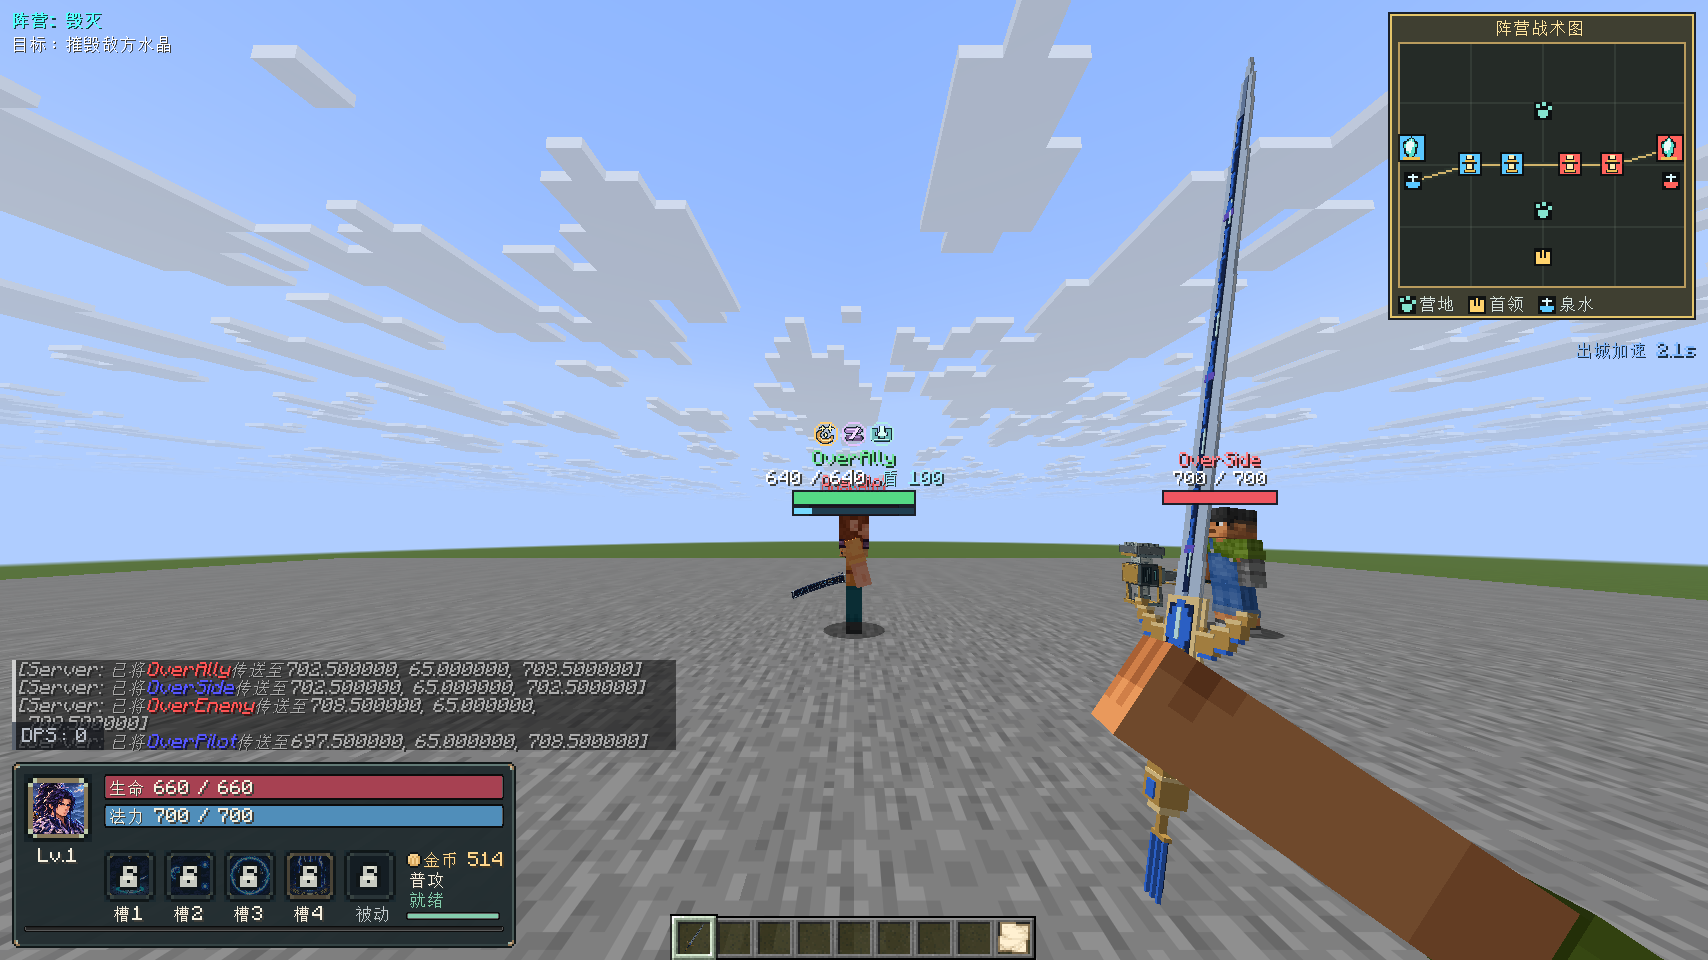 阵营: 毁灭
目标：摧毁敌方水晶
阵营战术图
营地 首领 泉水
出城加速 2.1s
OverAlly
640 / 640 盾 100
OverSide
700 / 700
[Server: 已将OverAlly传送至702.500000, 65.000000, 708.500000]
[Server: 已将OverSide传送至702.500000, 65.000000, 702.500000]
[Server: 已将OverEnemy传送至708.500000, 65.000000,
708.500000]
DPS: 0
已将OverPilot传送至697.500000, 65.000000, 708.500000]
生命 660 / 660
法力 700 / 700
Lv.1
金币 514
普攻
就绪
槽1 槽2 槽3 槽4 被动